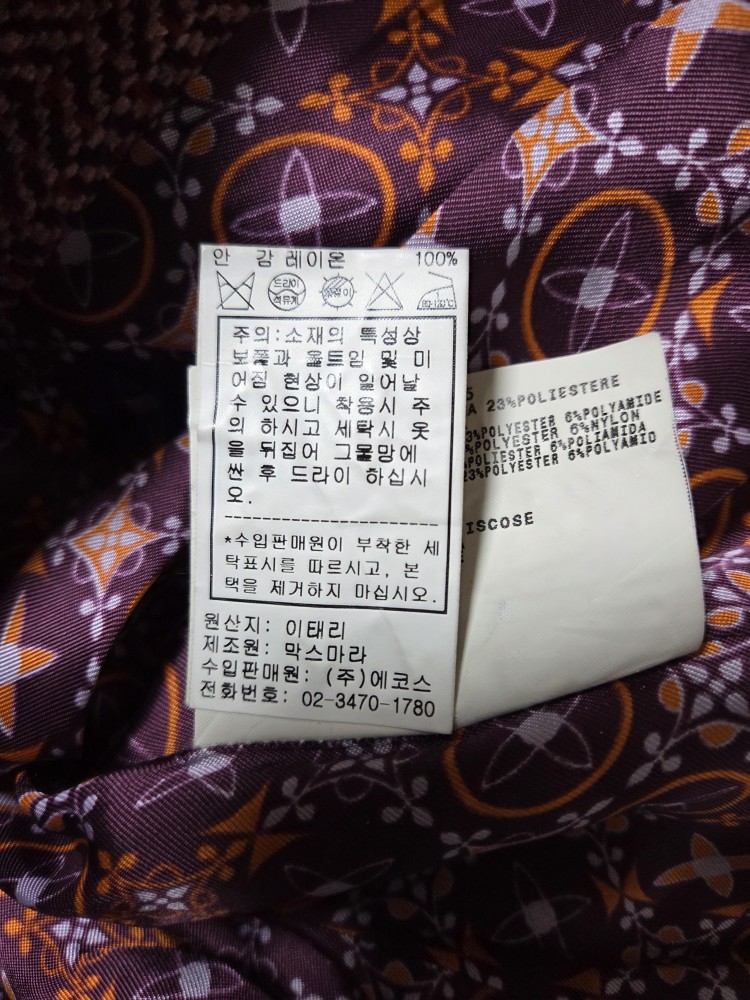 안 감 레이온 100%
드라이
석유계
80-120℃
주의:소재의 특성상
보풀과 올트임 및 미
어짐 현상이 일어날
수 있으니 착용시 주
의 하시고 세탁시 옷
을 뒤집어 그물망에
싼 후 드라이 하십시
오.
*수입판매원이 부착한 세
탁표시를 따르시고, 본
택을 제거하지 마십시오.
원산지: 이태리
제조원: 막스마라
수입판매원: (주)에코스
전화번호: 02-3470-1780
23%POLIESTERE
POLYESTER 6%POLYAMIDE
POLYESTER 6%NYLON
POLIESTER 6%POLIAMIDA
23%POLYESTER 6%POLYAMID
ISCOSE